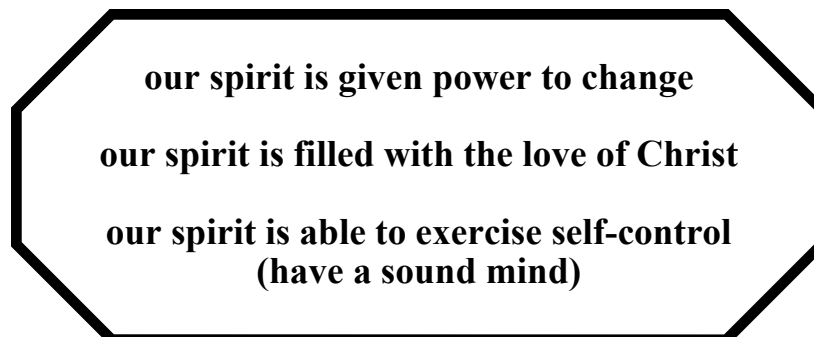 our spirit is given power to change
our spirit is filled with the love of Christ
our spirit is able to exercise self-control
(have a sound mind)